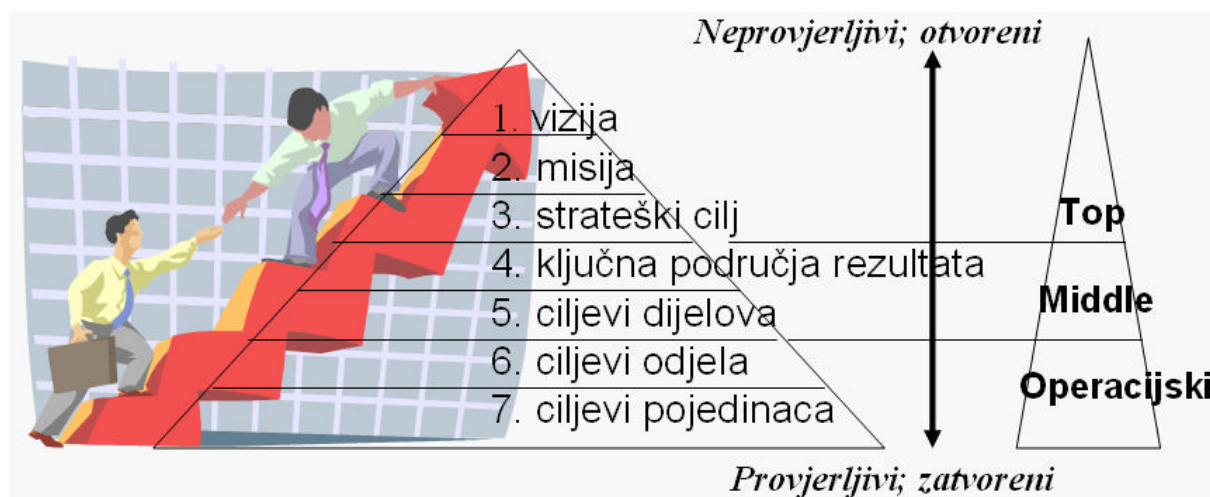 Neprovjerljivi; otvoreni
1. vizija
2. misija
3. strateški cilj
Top
4. ključna područja rezultata
Middle
5. ciljevi dijelova
6. ciljevi odjela
Operacijski
7. ciljevi pojedinaca
Provjerljivi; zatvoreni